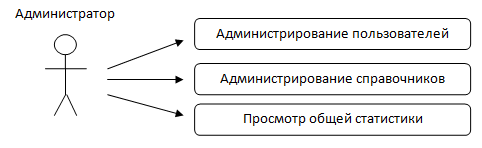 Администратор
Администрирование пользователей
Администрирование справочников
Просмотр общей статистики